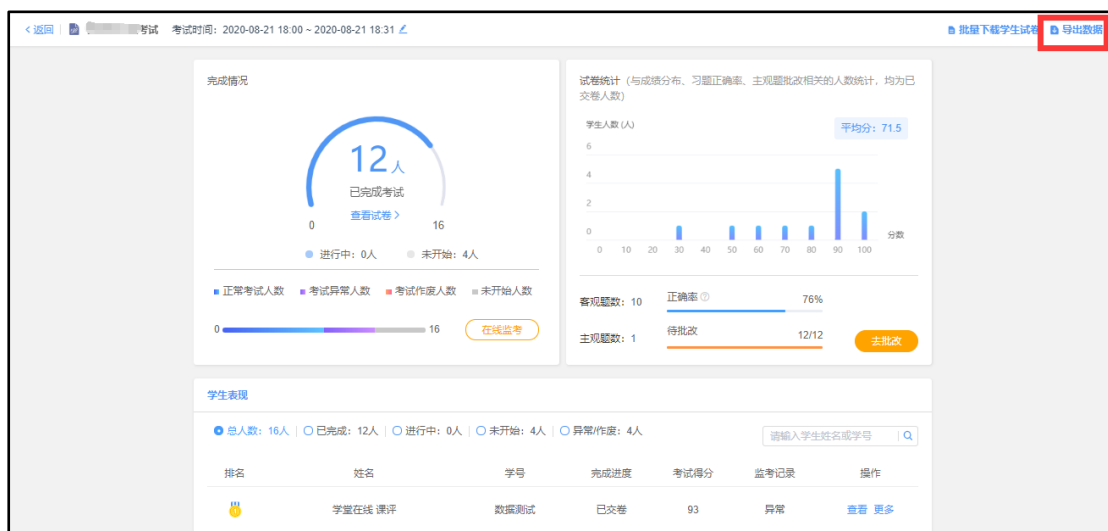 返回 考试 考试时间：2020-08-21 18:00 ~ 2020-08-21 18:31 批量下载学生试卷 导出数据
完成情况
12人
已完成考试
查看试卷
0 16
进行中：0人 未开始：4人
正常考试人数 考试异常人数 考试作废人数 未开始人数
0 16 在线监考
试卷统计（与成绩分布、习题正确率、主观题批改相关的人数统计，均为已
交卷人数）
学生人数(人) 平均分：71.5
6
4
2
0 分数
0 10 20 30 40 50 60 70 80 90 100
客观题数：10 正确率 76%
主观题数：1 待批改 12/12 去批改
学生表现
总人数：16人 已完成：12人 进行中：0人 未开始：4人 异常/作废：4人 请输入学生姓名或学号
排名 姓名 学号 完成进度 考试得分 监考记录 操作
学堂在线 课评 数据测试 已交卷 93 异常 查看 更多